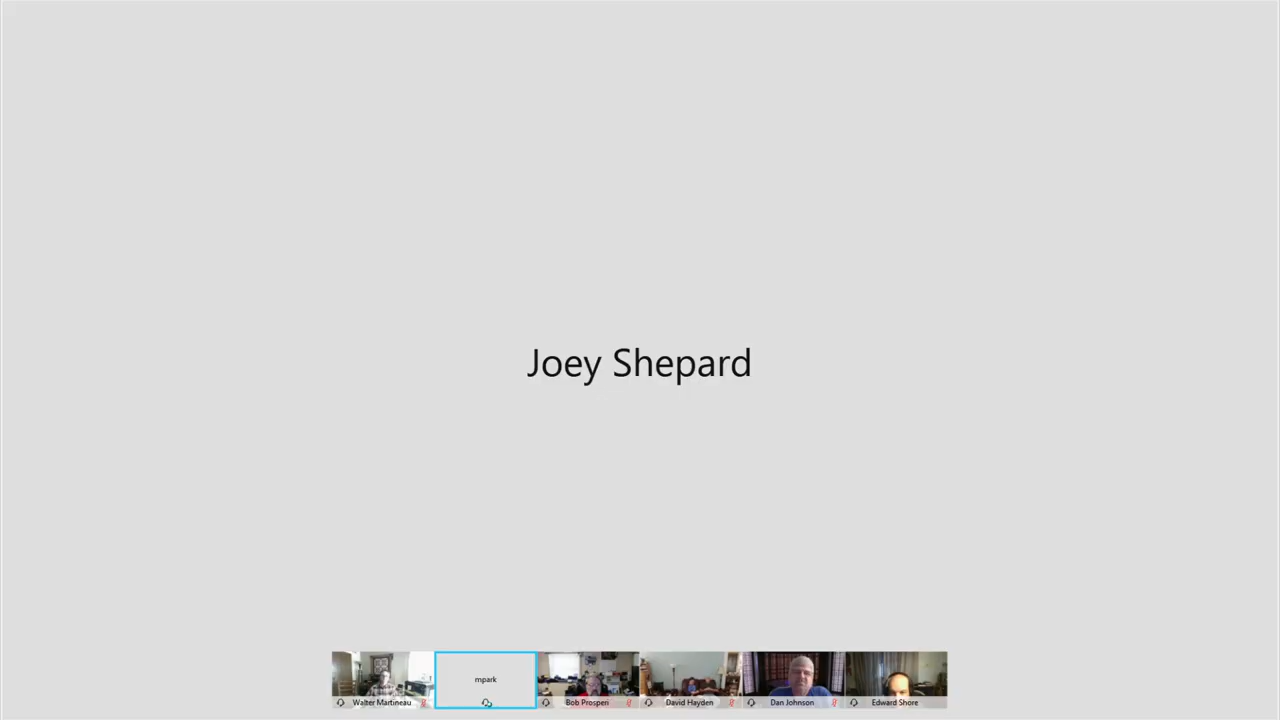 Joey Shepard
mpark
Walter Martineau
Bob Prosperi
David Hayden
Dan Johnson
Edward Shore